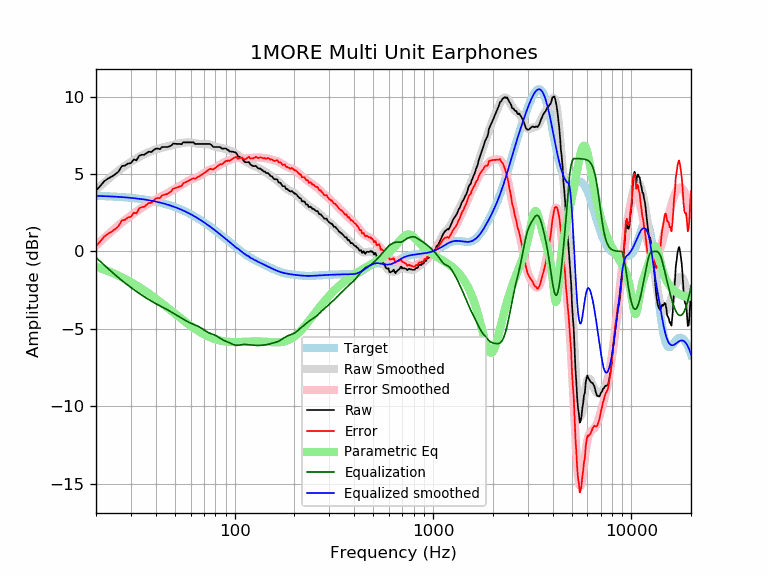 1MORE Multi Unit Earphones
10
5
0
−5
−10
−15
Amplitude (dBr)
Target
Raw Smoothed
Error Smoothed
Raw
Error
Parametric Eq
Equalization
Equalized smoothed
100
1000
10000
Frequency (Hz)